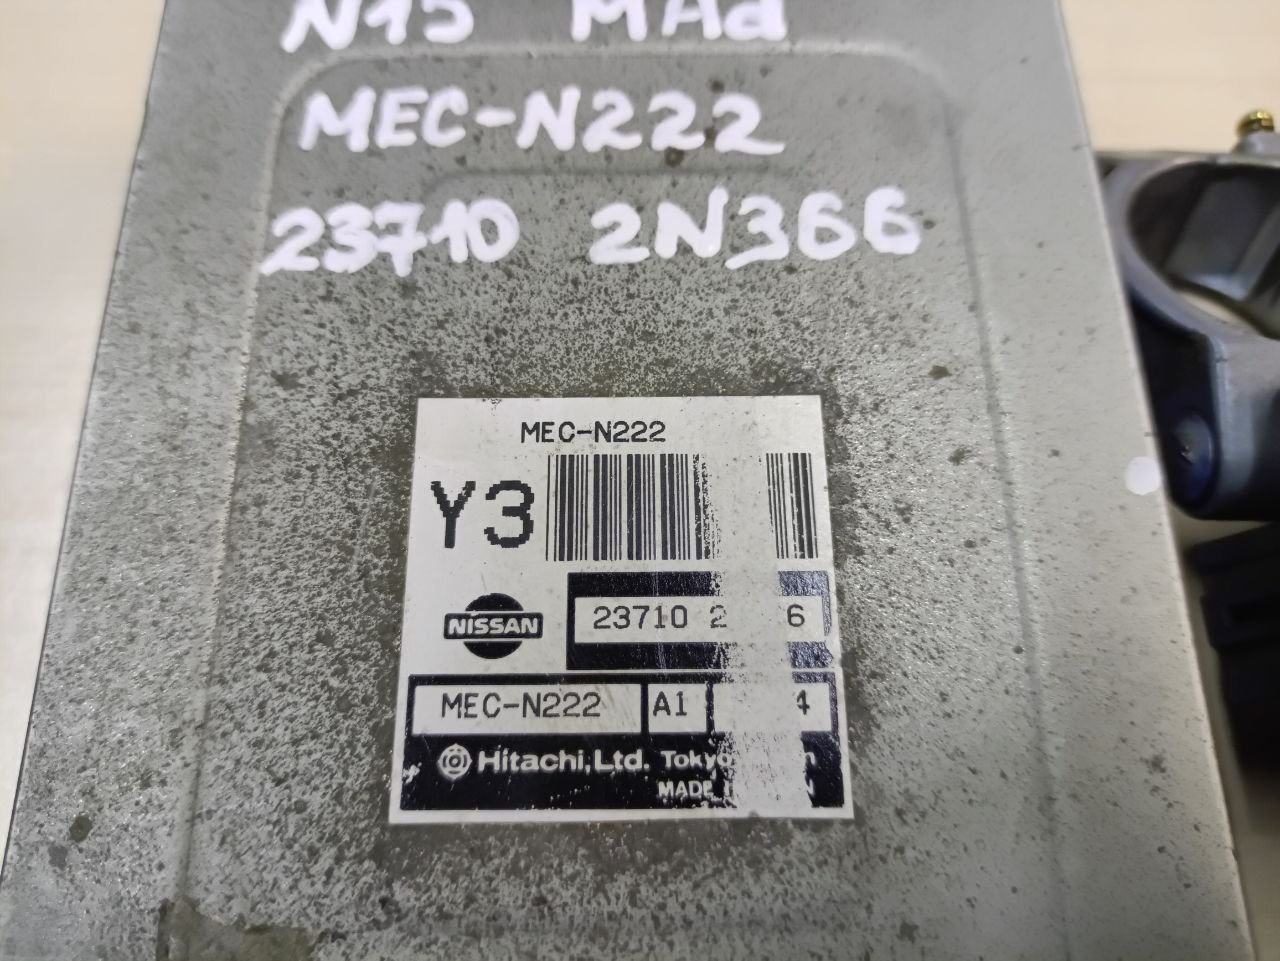 N15 MAd
MEC-N222
23710 2N366
MEC-N222
Y3
NISSAN
23710 2 6
MEC-N222 A1 4
Hitachi, Ltd. Tokyo
MADE